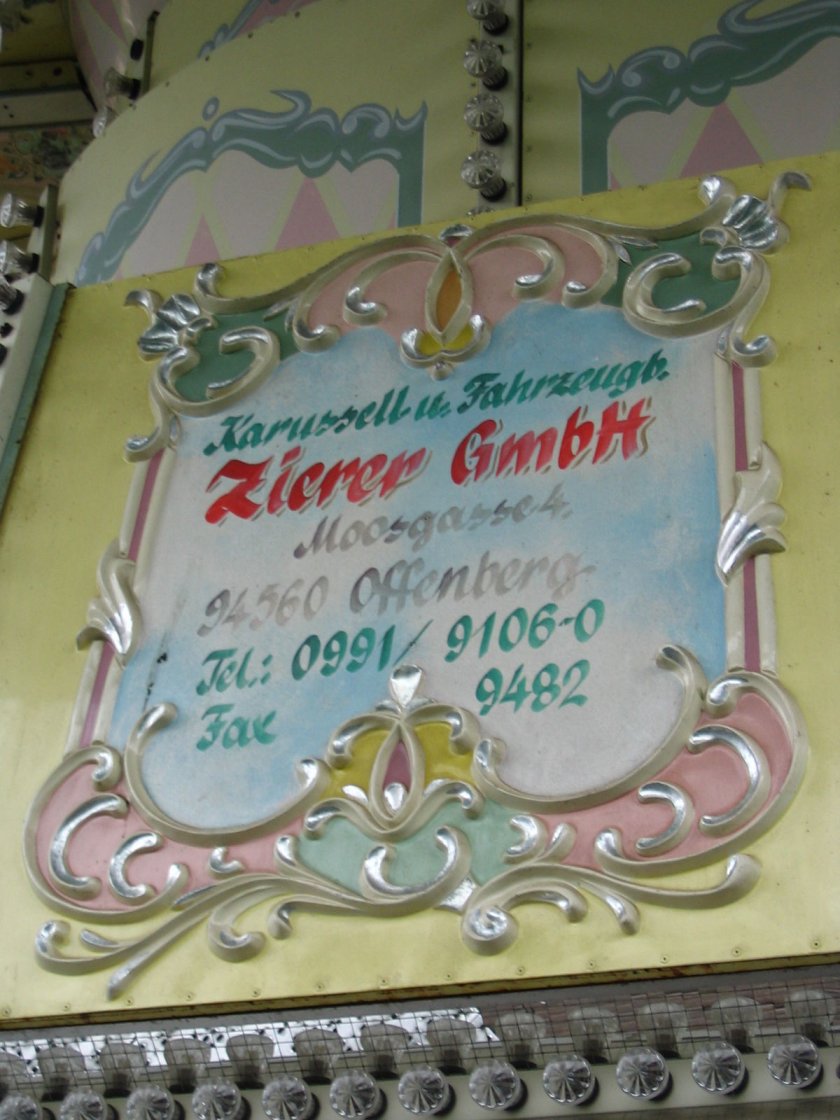 Karussell u. Fahrzeugb.
Zierer GmbH
Moosgasse 4.
94560 Offenberg
Tel.: 0991/ 9106-0
Fax 9482